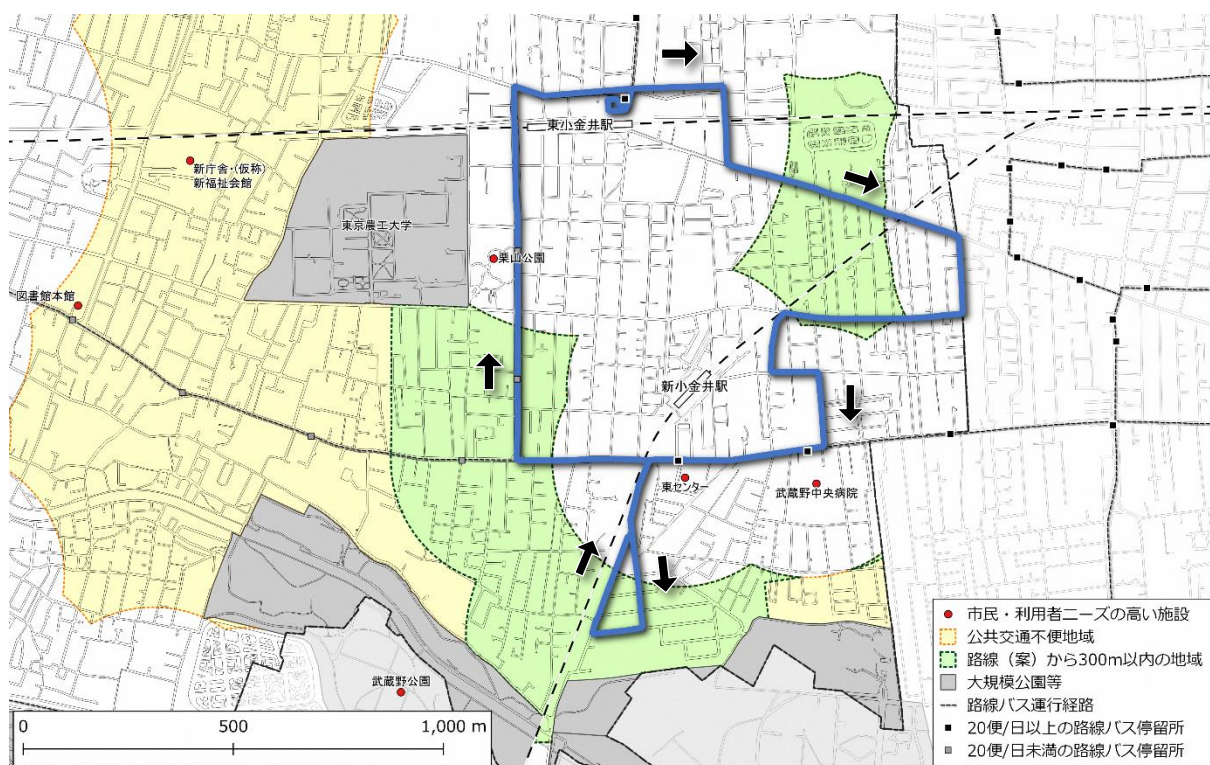 東小金井駅
新庁舎・(仮称)
新福祉会館
東京農工大学
栗山公園
図書館本館
新小金井駅
東センター
武蔵野中央病院
武蔵野公園
0 500 1,000 m
市民・利用者ニーズの高い施設
公共交通不便地域
路線（案）から300m以内の地域
大規模公園等
路線バス運行経路
20便/日以上の路線バス停留所
20便/日未満の路線バス停留所